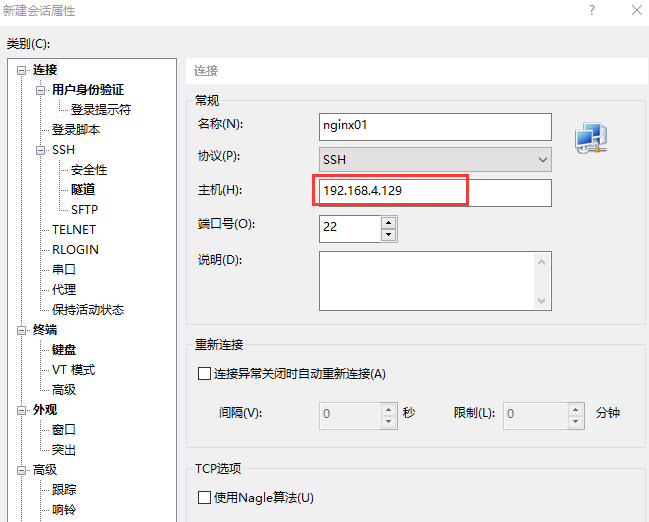 新建会话属性
类别(C):
连接
用户身份验证
登录提示符
登录脚本
SSH
安全性
隧道
SFTP
TELNET
RLOGIN
串口
代理
保持活动状态
终端
键盘
VT 模式
高级
外观
窗口
突出
高级
跟踪
响铃
连接
常规
名称(N):
nginx01
协议(P):
SSH
主机(H):
192.168.4.129
端口号(O):
22
说明(D):
重新连接
连接异常关闭时自动重新连接(A)
间隔(V):
0
秒
限制(L):
0
分钟
TCP选项
使用Nagle算法(U)